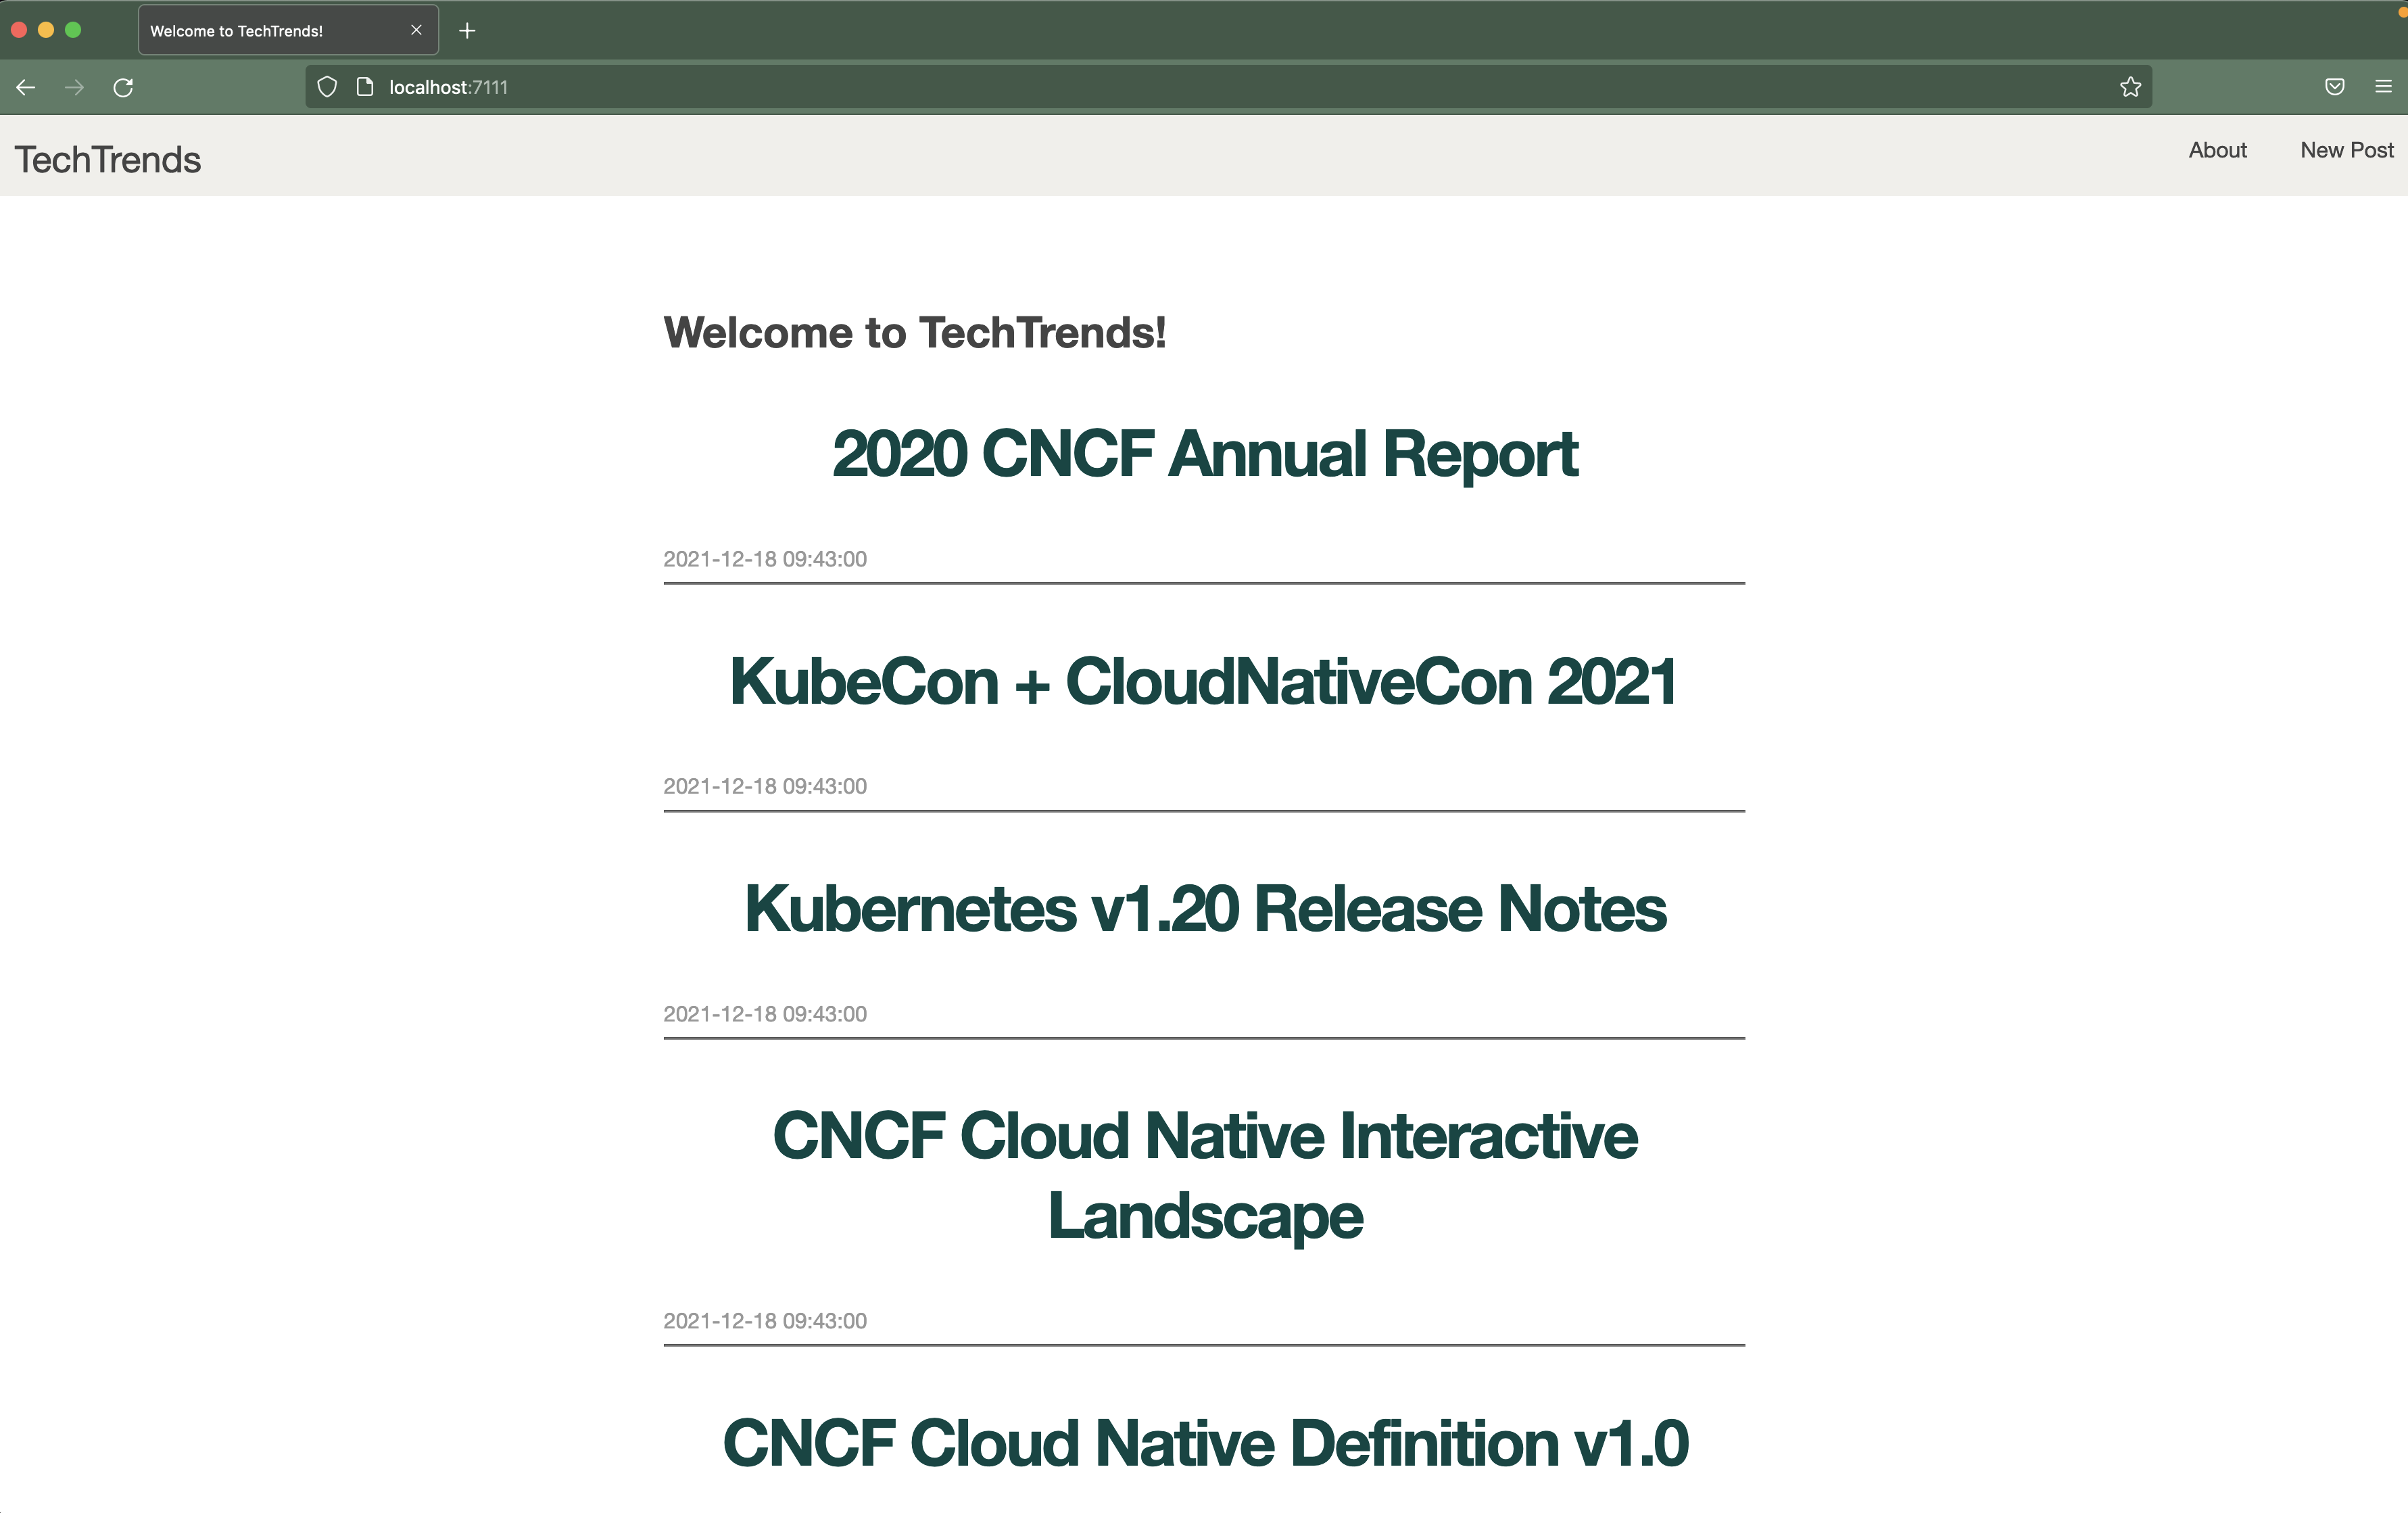 Welcome to TechTrends!
localhost:7111
TechTrends
About
New Post
Welcome to TechTrends!
2020 CNCF Annual Report
2021-12-18 09:43:00
KubeCon + CloudNativeCon 2021
2021-12-18 09:43:00
Kubernetes v1.20 Release Notes
2021-12-18 09:43:00
CNCF Cloud Native Interactive
Landscape
2021-12-18 09:43:00
CNCF Cloud Native Definition v1.0